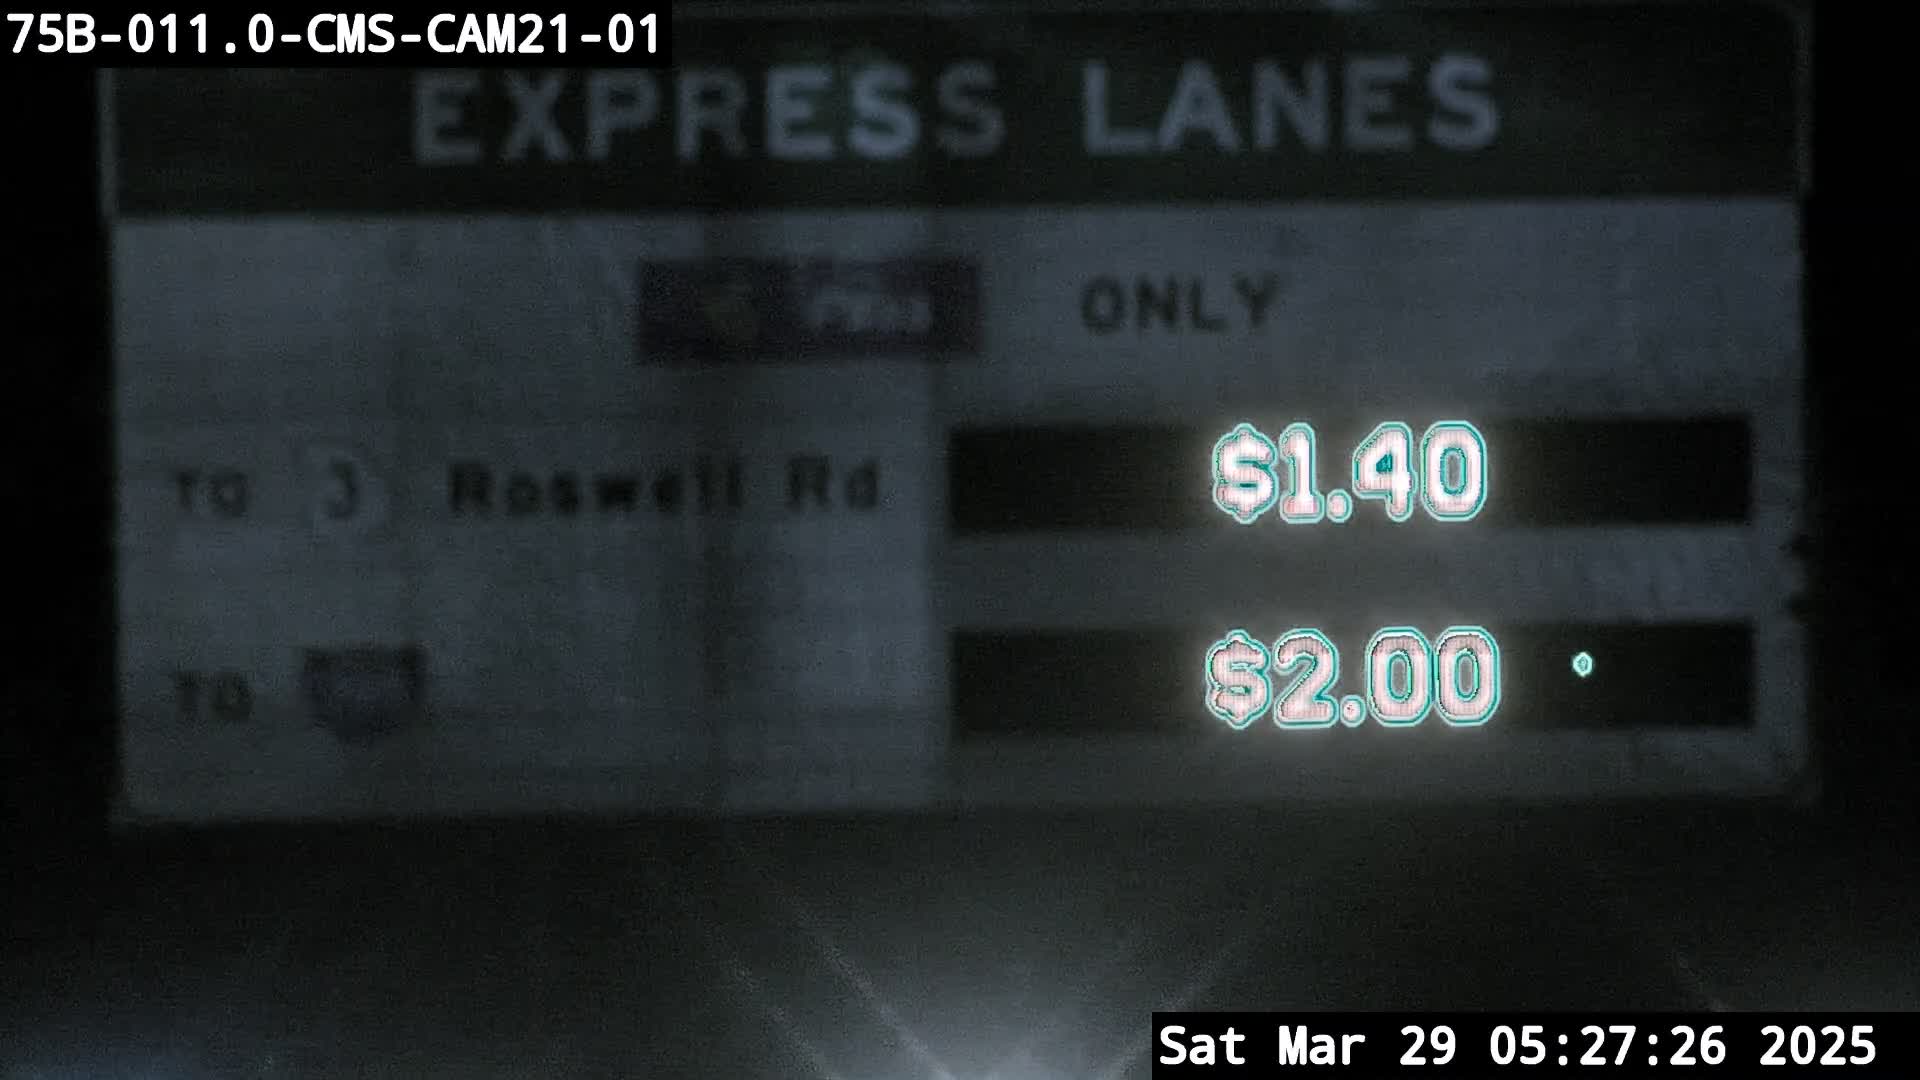 75B-011.0-CMS-CAM21-01
EXPRESS LANES
ONLY
TO 3 Roswell Rd $1.40
TO $2.00
Sat Mar 29 05:27:26 2025